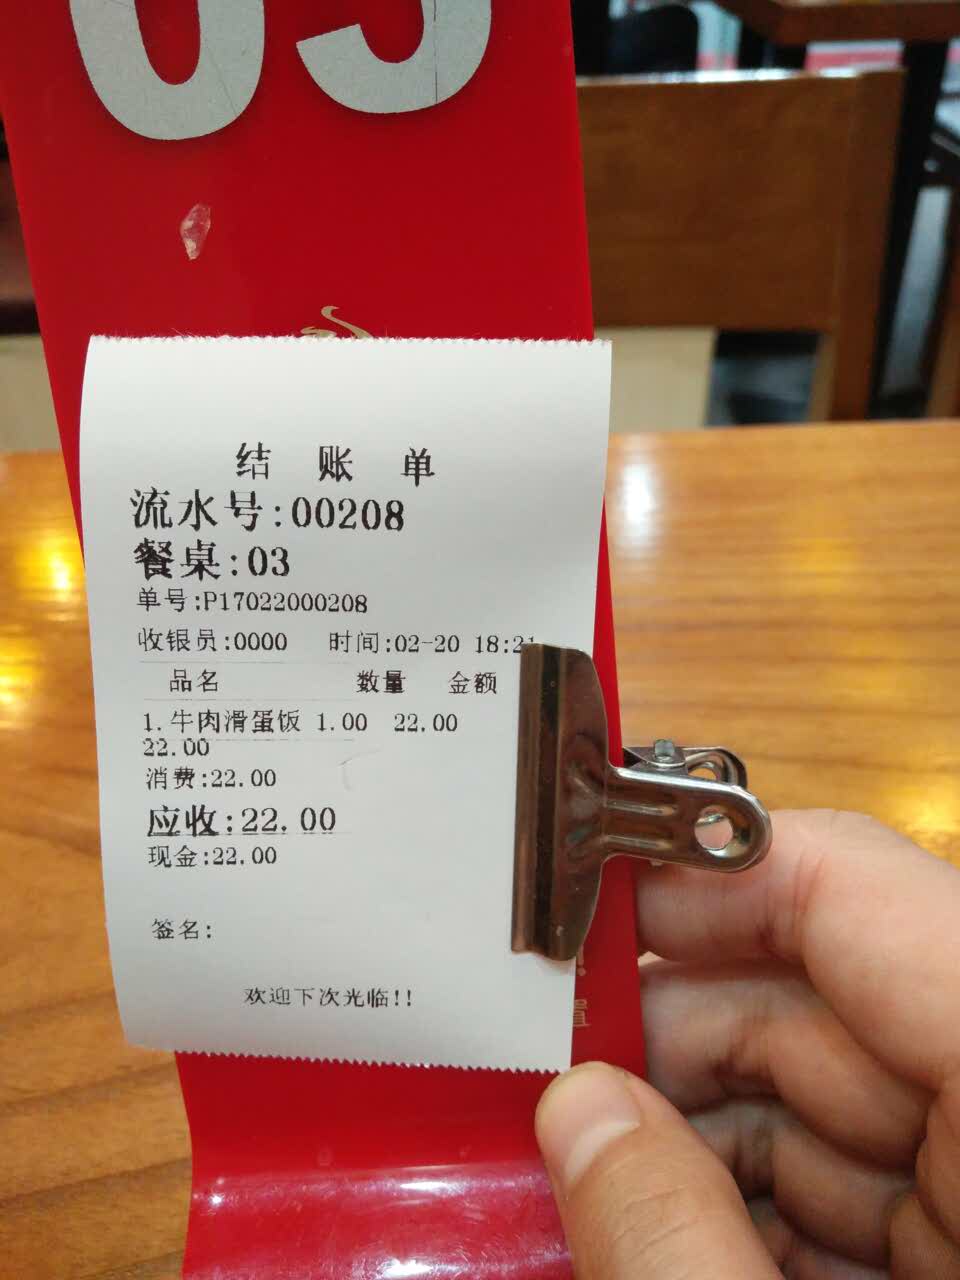 03
结 账 单
流水号:00208
餐桌:03
单号:P17022000208
收银员:0000 时间:02-20 18:21
品名 数量 金额
1.牛肉滑蛋饭 1.00 22.00
22.00
消费:22.00
应收:22.00
现金:22.00
签名:
欢迎下次光临!!
!
置